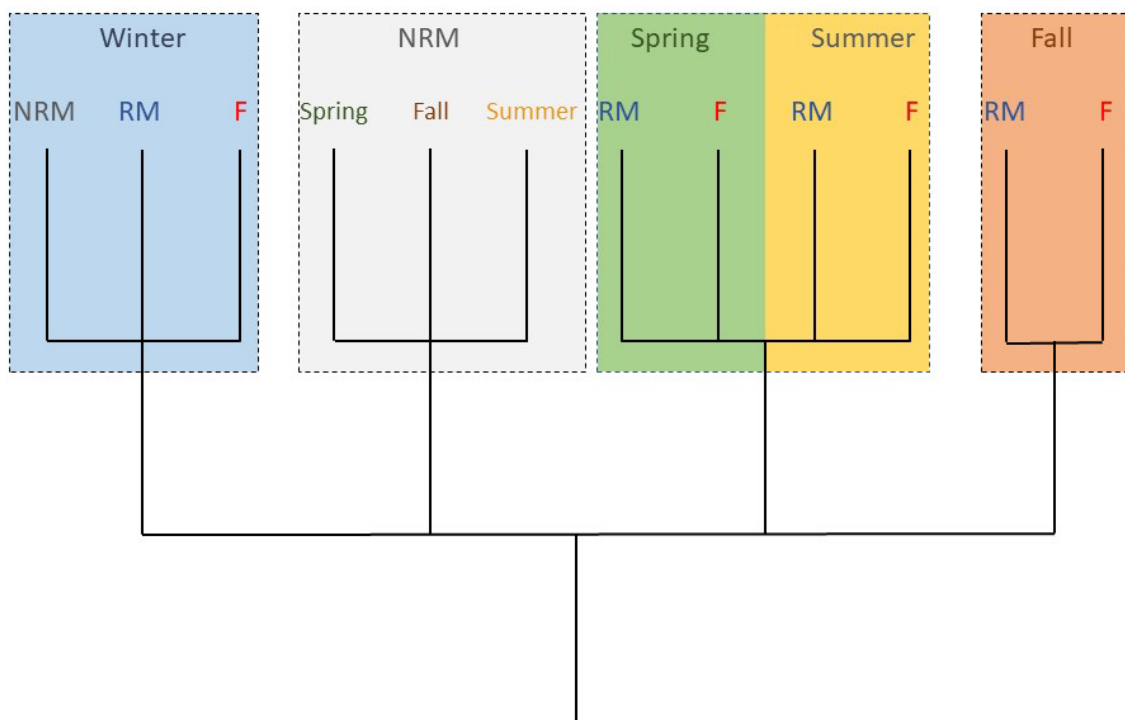 Winter NRM Spring Summer Fall
NRM RM F Spring Fall Summer RM F RM F RM F